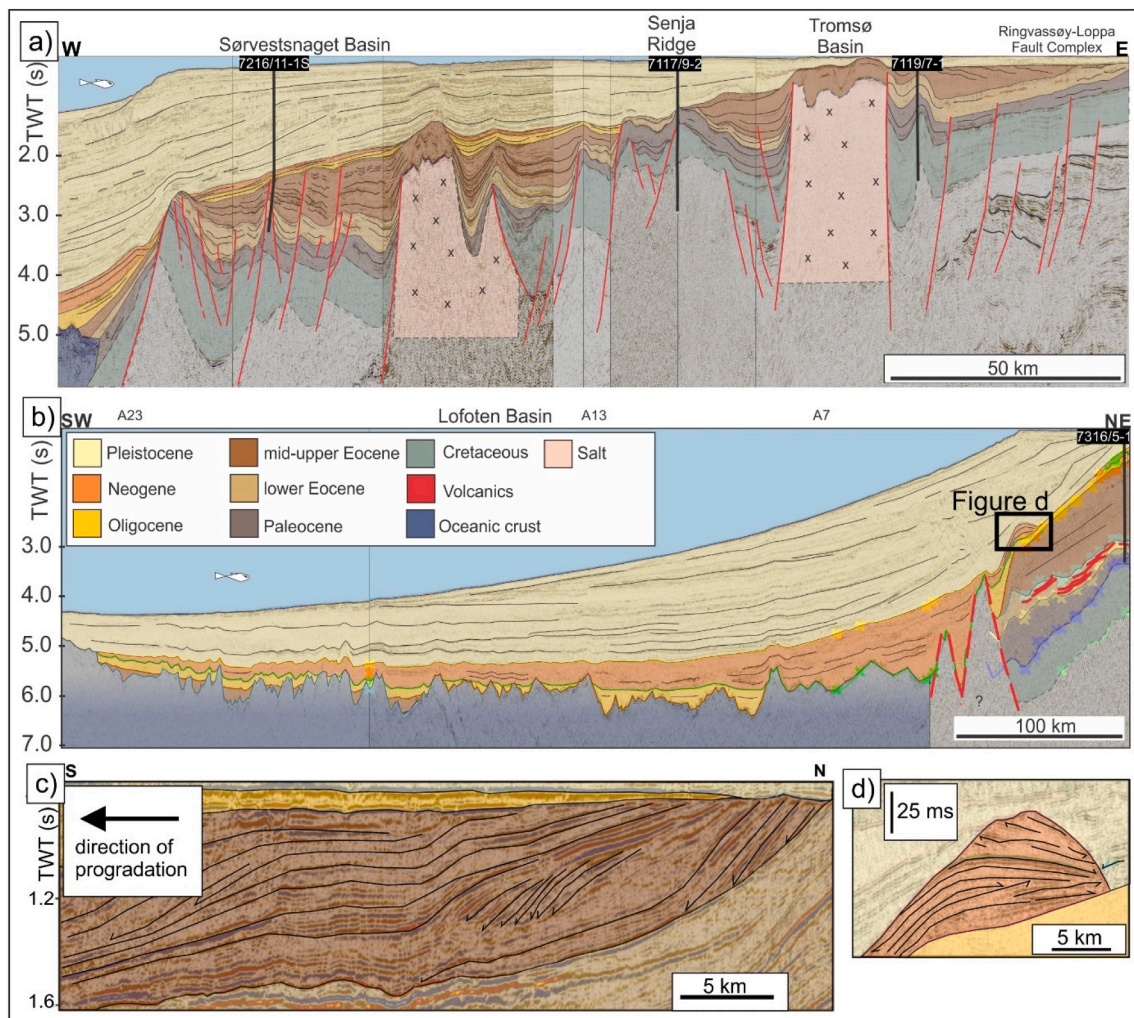 a)
W
E
Sørvestsnaget Basin
7216/11-1S
Senja
Ridge
7117/9-2
Tromsø
Basin
7119/7-1
Ringvassøy-Loppa
Fault Complex
TWT (s)
2.0
3.0
4.0
5.0
50 km
b)
SW
A23
Lofoten Basin
A13
A7
NE
7316/5-1
TWT (s)
Pleistocene
mid-upper Eocene
Cretaceous
Salt
Neogene
lower Eocene
Volcanics
Oligocene
Paleocene
Oceanic crust
Figure d
3.0
4.0
5.0
6.0
7.0
?
100 km
c)
S
N
direction of
progradation
TWT (s)
1.2
1.6
5 km
d)
25 ms
5 km